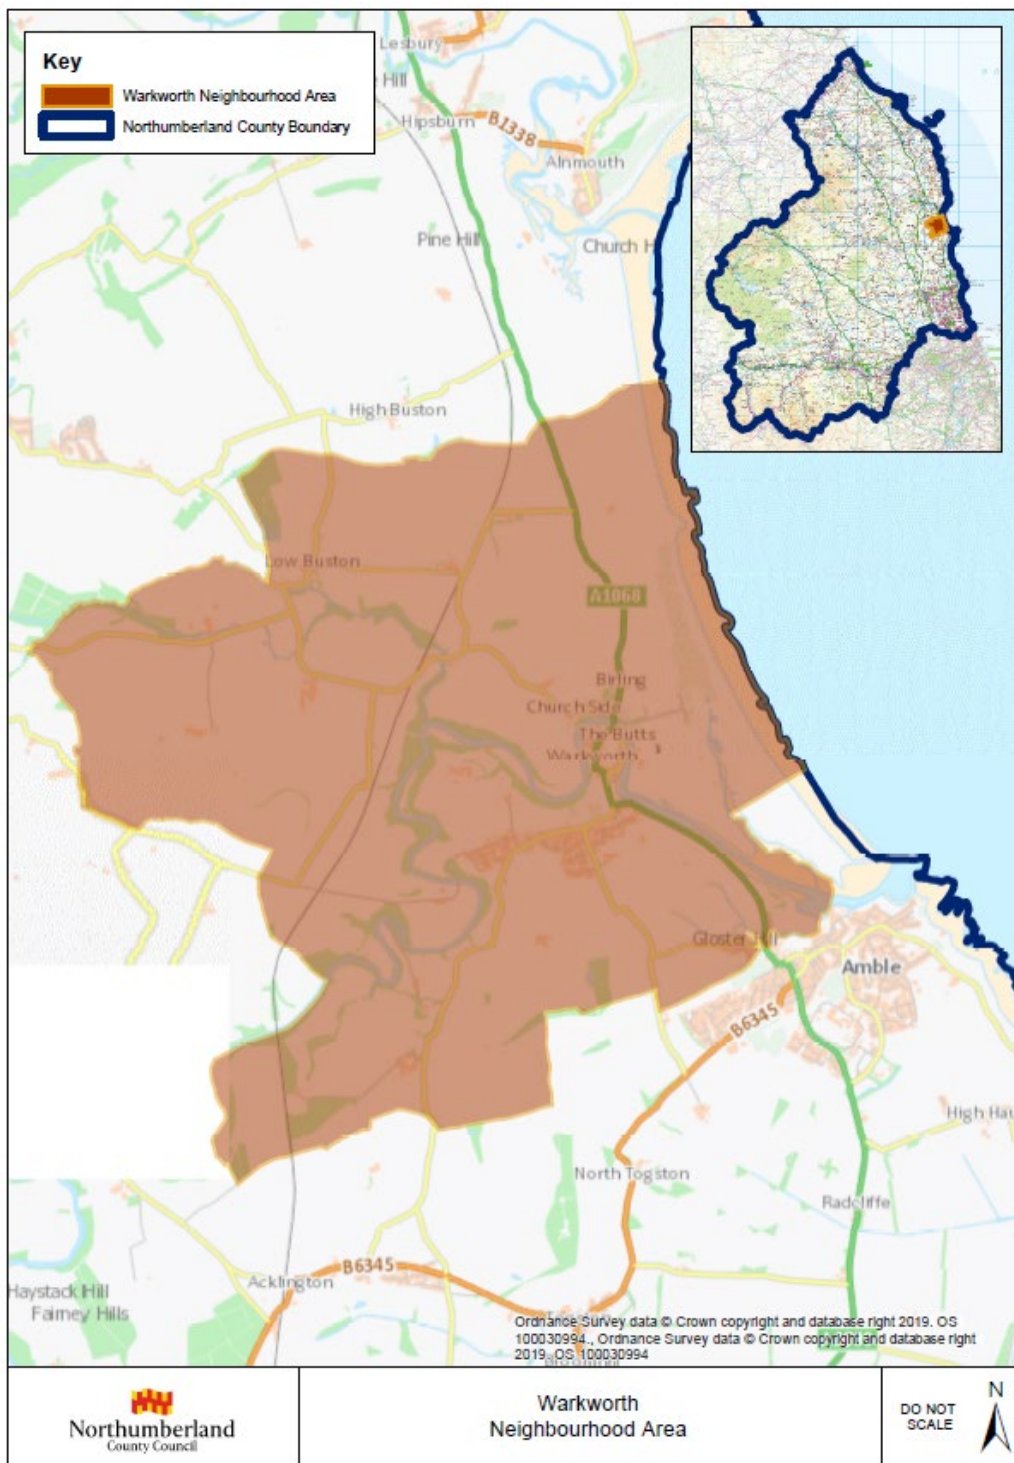 Key
Warkworth Neighbourhood Area
Northumberland County Boundary
Lesbury
Hill
Hipsburn
B1338
Alnmouth
Pine Hill
Church H
High Buston
Low Buston
A1068
Birling
Church Side
The Butts
Warkworth
Gloster Hill
Amble
B6345
High Hau
North Togston
Radcliffe
B6345
Acklington
Haystack Hill
Fairney Hills
Ordnance Survey data © Crown copyright and database right 2019. OS
100030994., Ordnance Survey data © Crown copyright and database right
2019. OS 100030994
Northumberland
County Council
Warkworth
Neighbourhood Area
DO NOT
SCALE
N